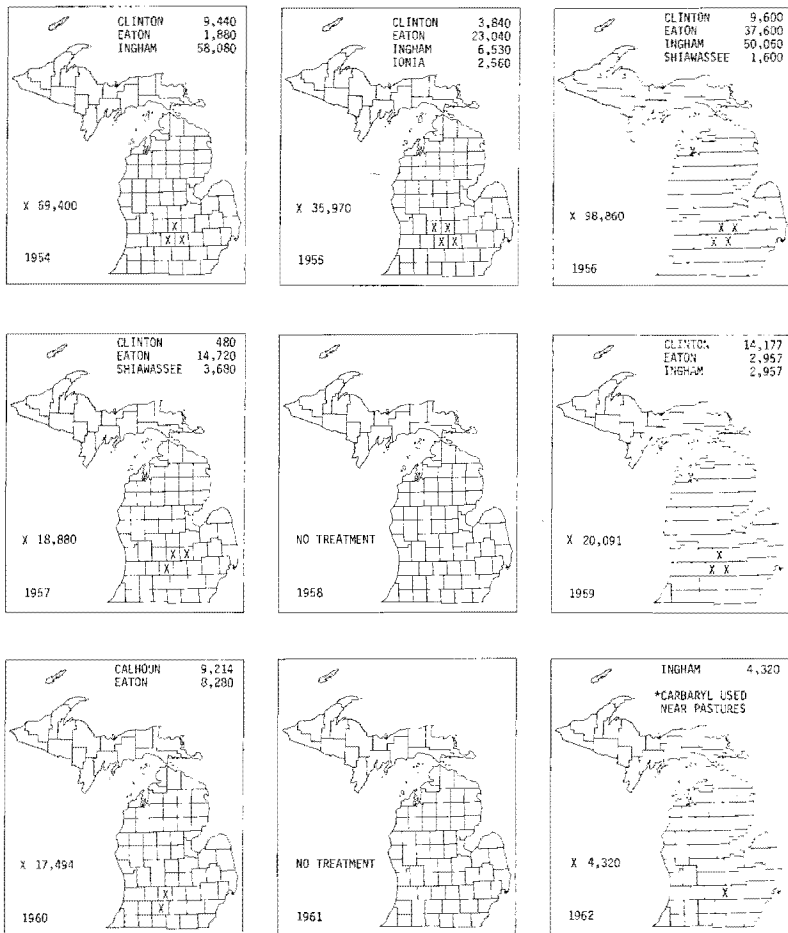 CLINTON 9,440
EATON 1,880
INGHAM 58,080
X 69,400
X
X X
1954
CLINTON 3,840
EATON 23,040
INGHAM 6,530
IONIA 2,560
X 35,970
X X
X X
1955
CLINTON 9,600
EATON 37,600
INGHAM 50,060
SHIAWASSEE 1,600
X 98,860
X X
X X
1956
CLINTON 480
EATON 14,720
SHIAWASSEE 3,680
X 18,880
X X
X
1957
NO TREATMENT
1958
CLINTON 14,177
EATON 2,957
INGHAM 2,957
X 20,091
X
X X
1959
CALHOUN 9,214
EATON 8,280
X 17,494
X
X
1960
NO TREATMENT
1961
INGHAM 4,320
*CARBARYL USED
NEAR PASTURES
X 4,320
X
1962